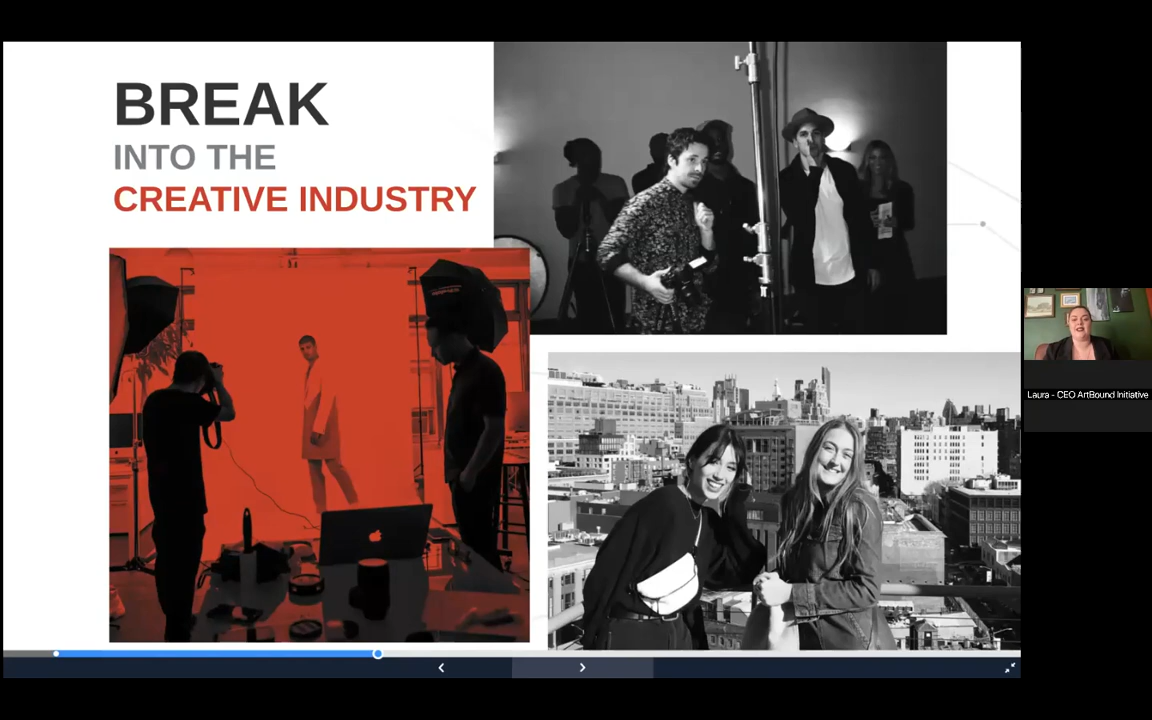 BREAK
INTO THE
CREATIVE INDUSTRY
Laura - CEO ArtBound Initiative